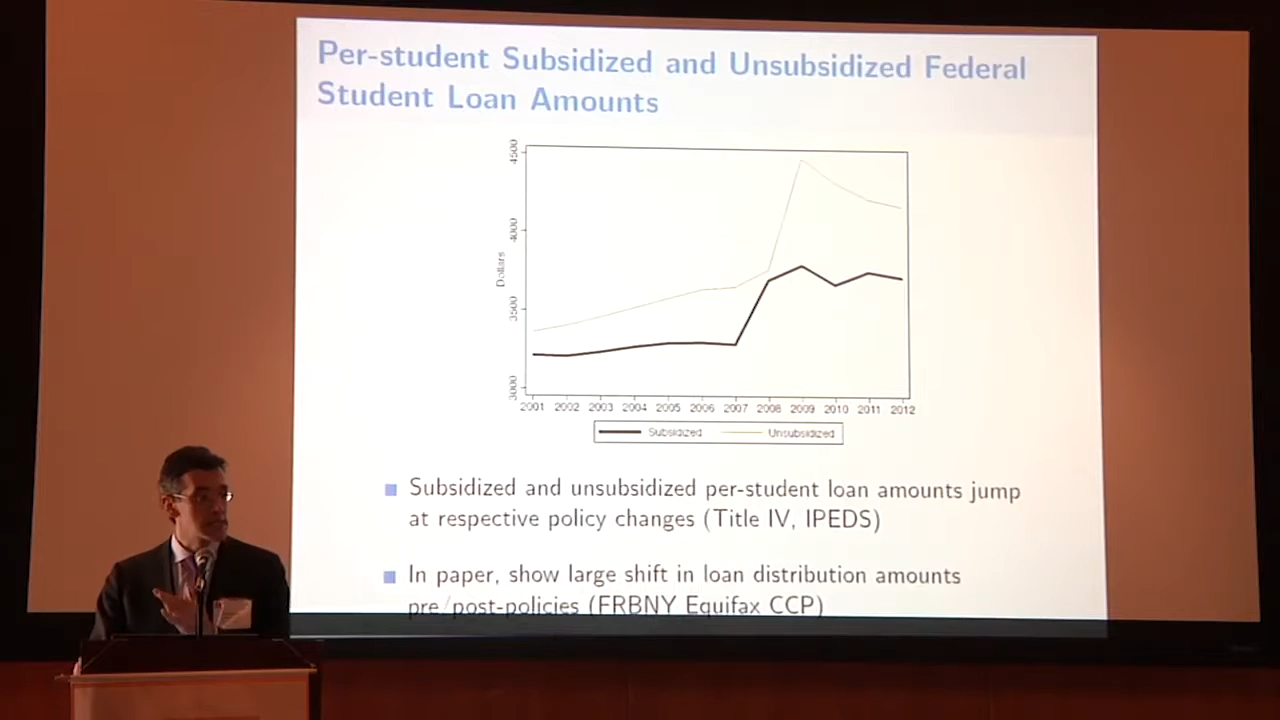 Per-student Subsidized and Unsubsidized Federal
Student Loan Amounts
4500
4000
3500
3000
Dollars
2001 2002 2003 2004 2005 2006 2007 2008 2009 2010 2011 2012
Subsidized Unsubsidized
Subsidized and unsubsidized per-student loan amounts jump
at respective policy changes (Title IV, IPEDS)
In paper, show large shift in loan distribution amounts
pre/post-policies (FRBNY Equifax CCP)